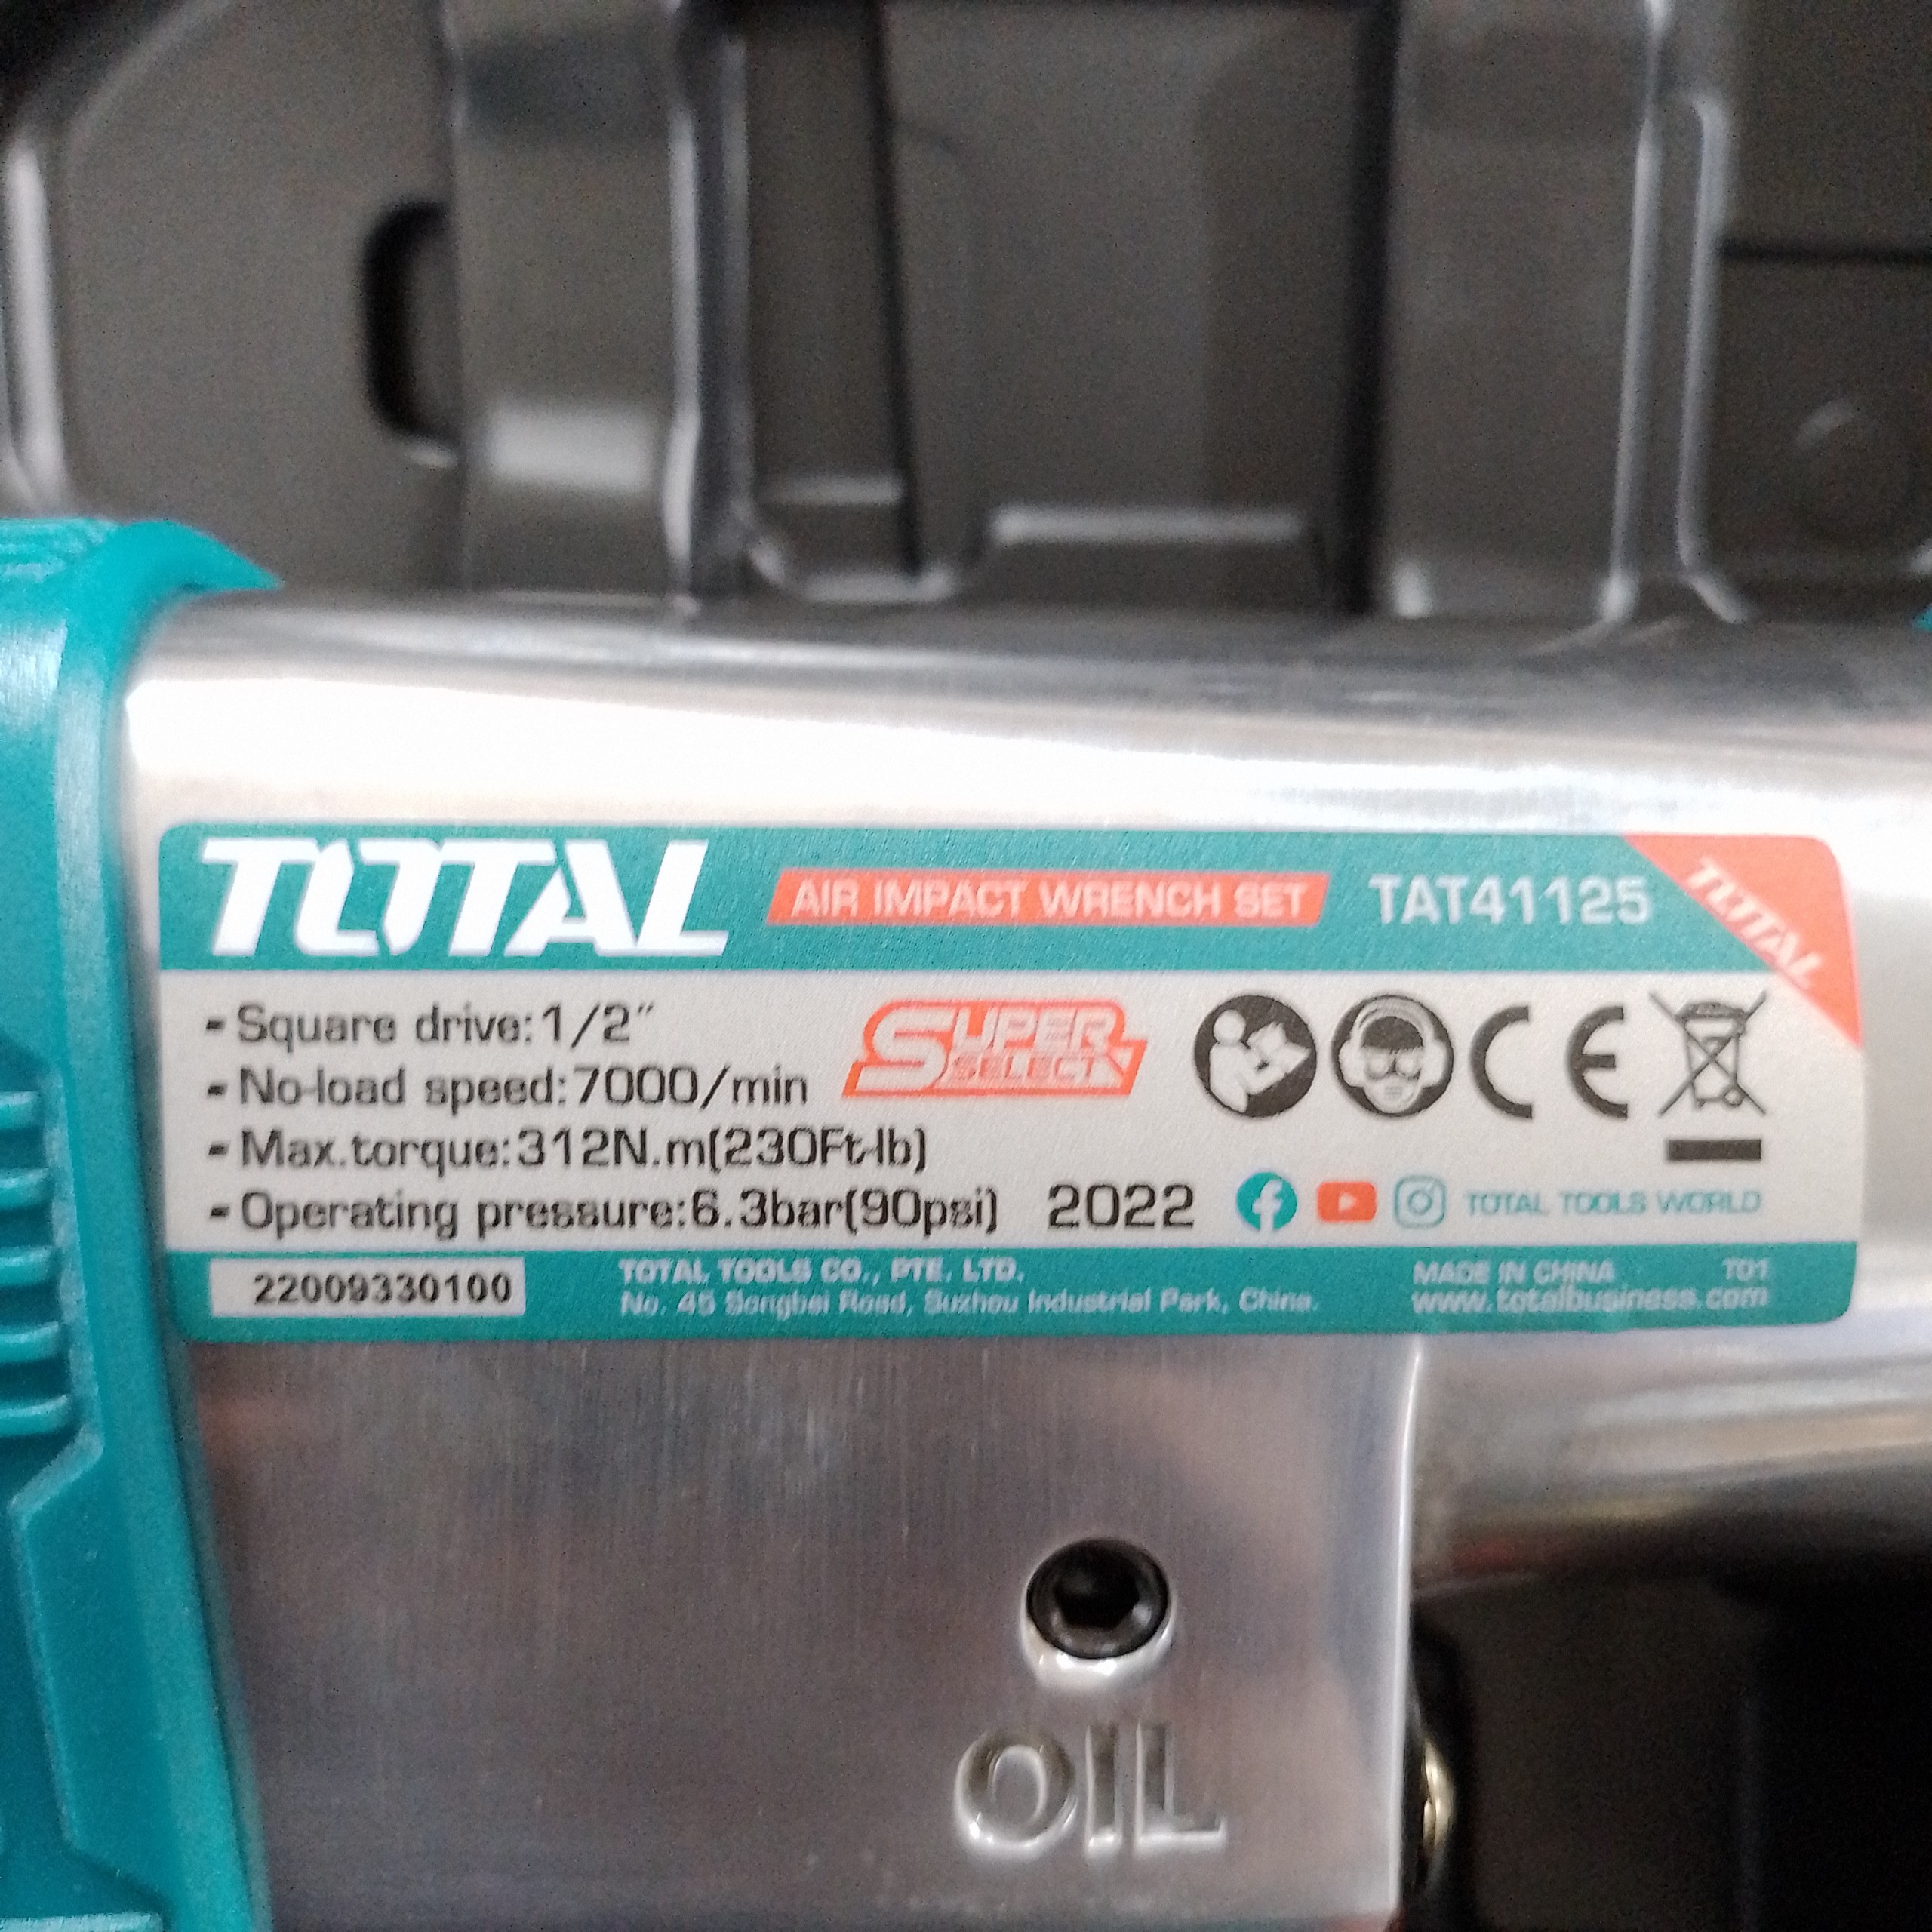 TOTAL AIR IMPACT WRENCH SET TAT41125 TOTAL
- Square drive:1/2"
- No-load speed:7000/min
SUPER SELECT
CE
- Max.torque:312N.m(230Ft-lb)
- Operating pressure:6.3bar(90psi) 2022 TOTAL TOOLS WORLD
22009330100
TOTAL TOOLS CO., PTE. LTD.
No. 45 Songbei Road, Suzhou Industrial Park, China.
MADE IN CHINA T01
www.totalbusiness.com
OIL